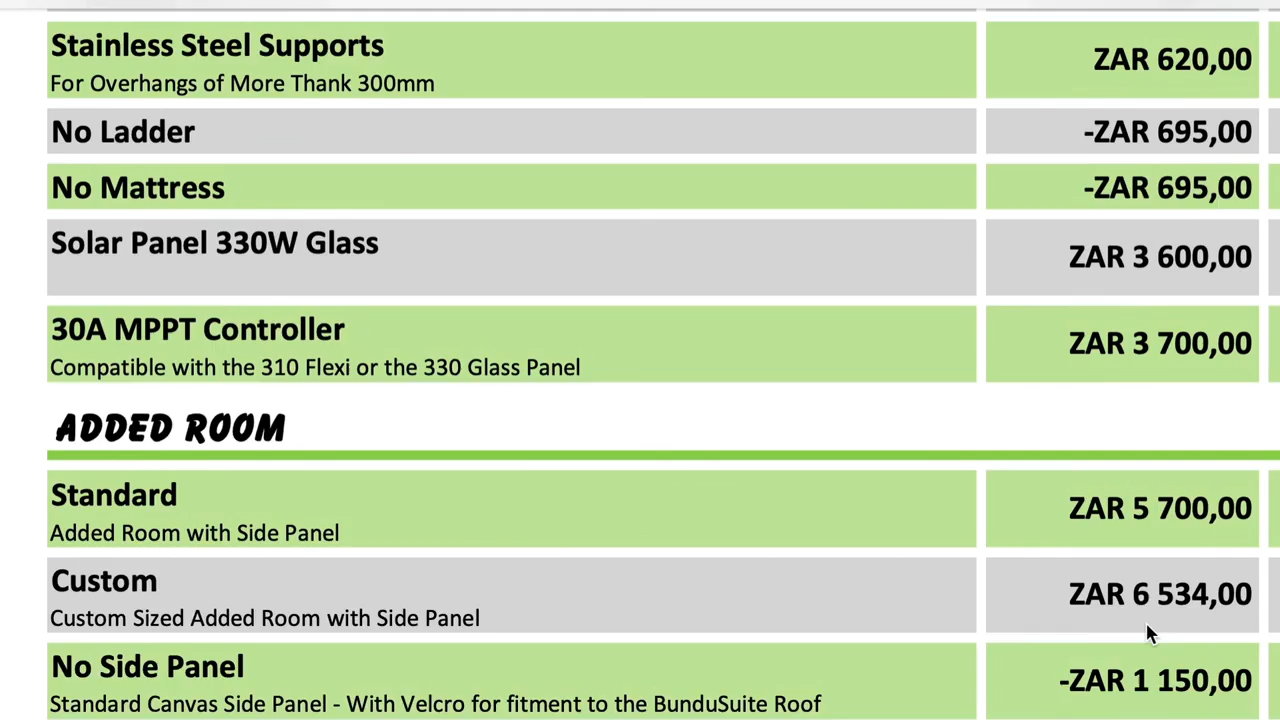 Stainless Steel Supports
ZAR 620,00
For Overhangs of More Thank 300mm
No Ladder
-ZAR 695,00
No Mattress
-ZAR 695,00
Solar Panel 330W Glass
ZAR 3 600,00
30A MPPT Controller
ZAR 3 700,00
Compatible with the 310 Flexi or the 330 Glass Panel
ADDED ROOM
Standard
ZAR 5 700,00
Added Room with Side Panel
Custom
ZAR 6 534,00
Custom Sized Added Room with Side Panel
No Side Panel
-ZAR 1 150,00
Standard Canvas Side Panel - With Velcro for fitment to the BunduSuite Roof